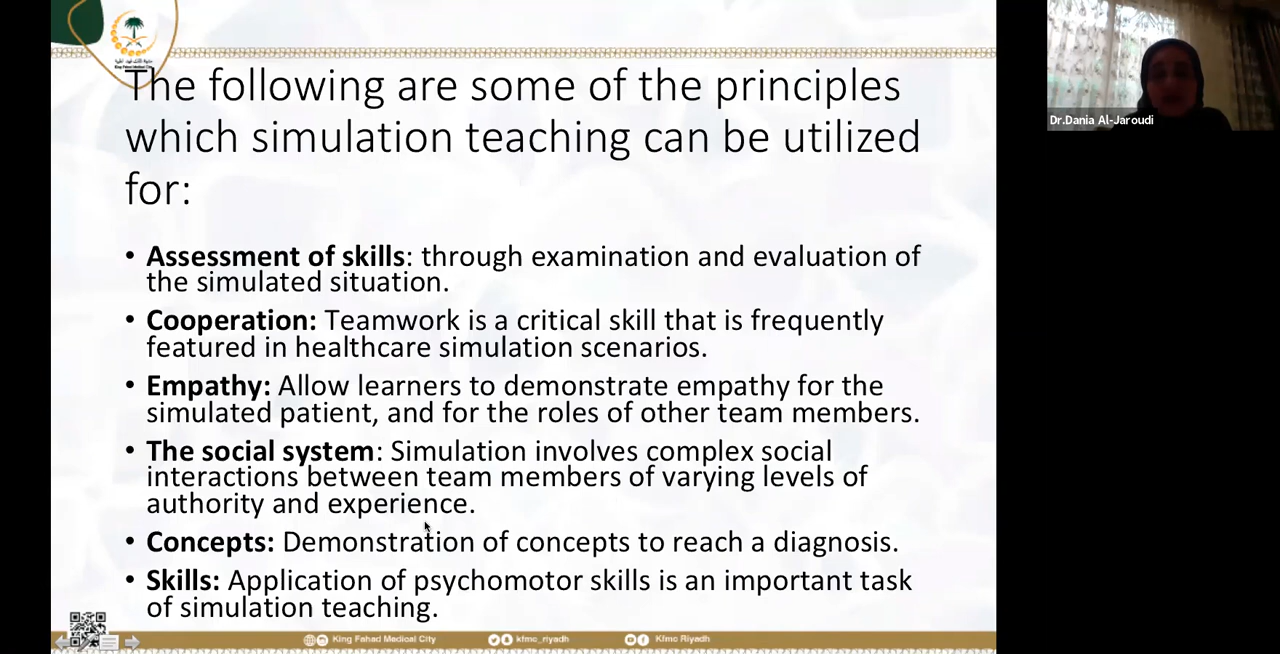 King Fahad Medical City
The following are some of the principles
which simulation teaching can be utilized
for:
• Assessment of skills: through examination and evaluation of
the simulated situation.
• Cooperation: Teamwork is a critical skill that is frequently
featured in healthcare simulation scenarios.
• Empathy: Allow learners to demonstrate empathy for the
simulated patient, and for the roles of other team members.
• The social system: Simulation involves complex social
interactions between team members of varying levels of
authority and experience.
• Concepts: Demonstration of concepts to reach a diagnosis.
• Skills: Application of psychomotor skills is an important task
of simulation teaching.
King Fahad Medical City kfmc_riyadh Kfmc Riyadh
Dr.Dania Al-Jaroudi